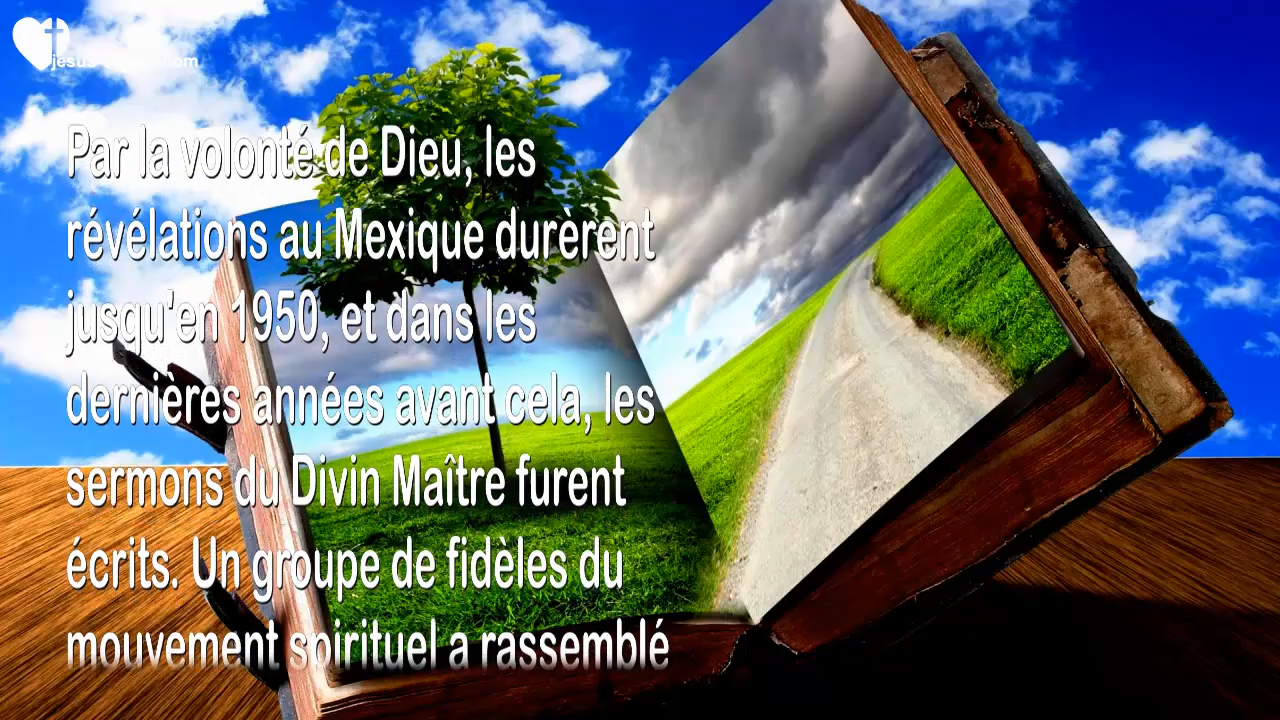 Par la volonté de Dieu, les
révélations au Mexique durèrent
jusqu'en 1950, et dans les
dernières années avant cela, les
sermons du Divin Maître furent
écrits. Un groupe de fidèles du
mouvement spirituel a rassemblé